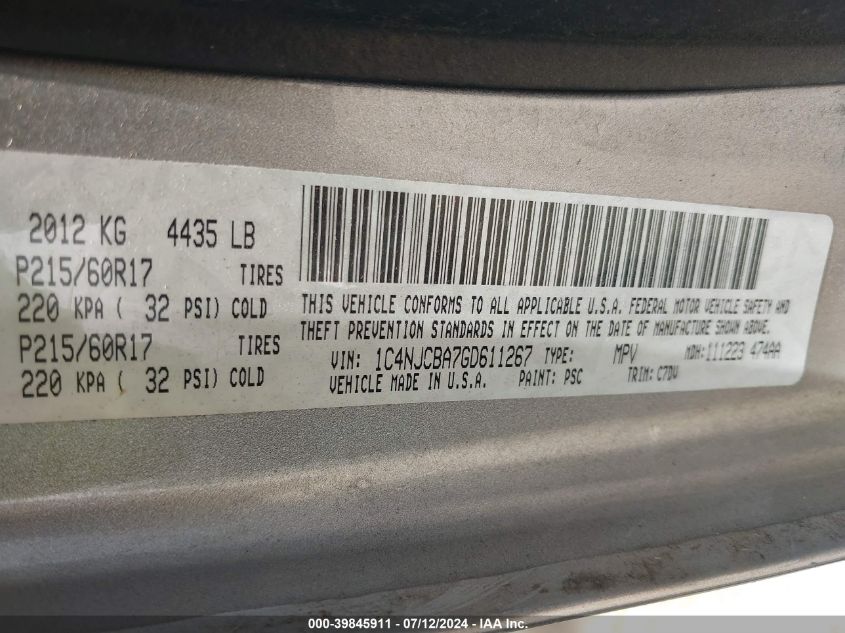 2012 KG 4435 LB
P215/60R17 TIRES
220 KPA ( 32 PSI) COLD
P215/60R17 TIRES
220 KPA ( 32 PSI) COLD
THIS VEHICLE CONFORMS TO ALL APPLICABLE U.S.A. FEDERAL MOTOR VEHICLE SAFETY AND
THEFT PREVENTION STANDARDS IN EFFECT ON THE DATE OF MANUFACTURE SHOWN ABOVE.
VIN: 1C4NJCBA7GD611267 TYPE: MPV MDH:111223 474AA
VEHICLE MADE IN U.S.A. PAINT: PSC TRIM: C7DV
000-39845911 - 07/12/2024 - IAA Inc.